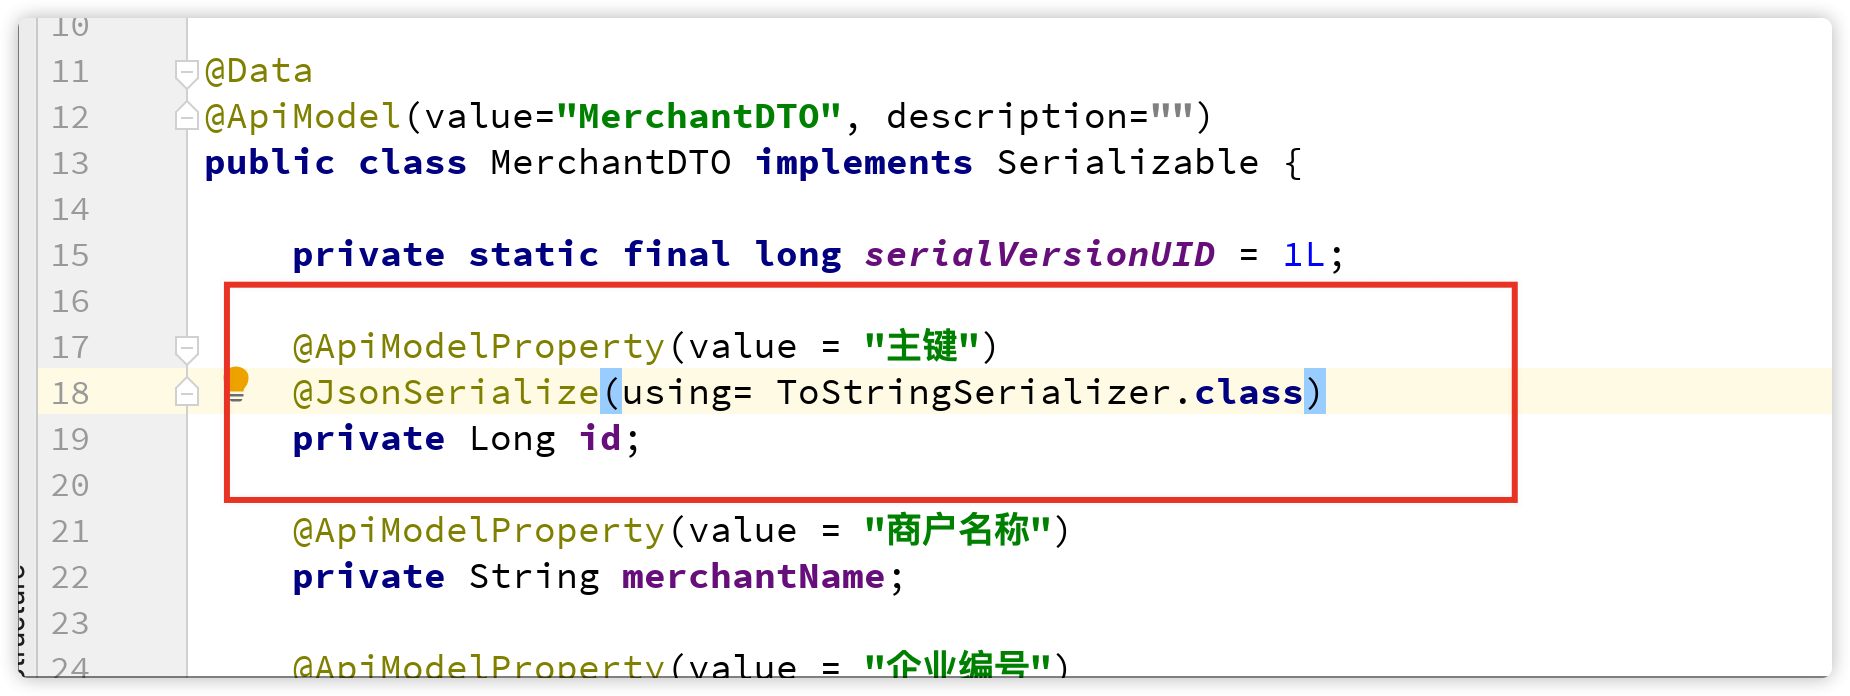 10
11 @Data
12 @ApiModel(value="MerchantDTO", description="")
13 public class MerchantDTO implements Serializable {
14
15 private static final long serialVersionUID = 1L;
16
17 @ApiModelProperty(value = "主键")
18 @JsonSerialize(using= ToStringSerializer.class)
19 private Long id;
20
21 @ApiModelProperty(value = "商户名称")
22 private String merchantName;
23
24 @ApiModelProperty(value = "企业编号")
Structure